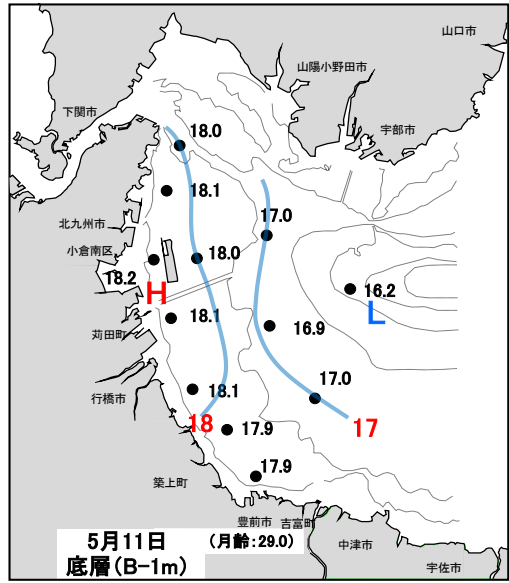 山口市
山陽小野田市
下関市
宇部市
18.0
18.1
北九州市
17.0
小倉南区
18.0
18.2
16.2
H
L
18.1
16.9
苅田町
17.0
18.1
行橋市
18
17.9
17
17.9
築上町
豊前市
吉富町
5月11日
(月齢:29.0)
中津市
底層(B-1m)
宇佐市